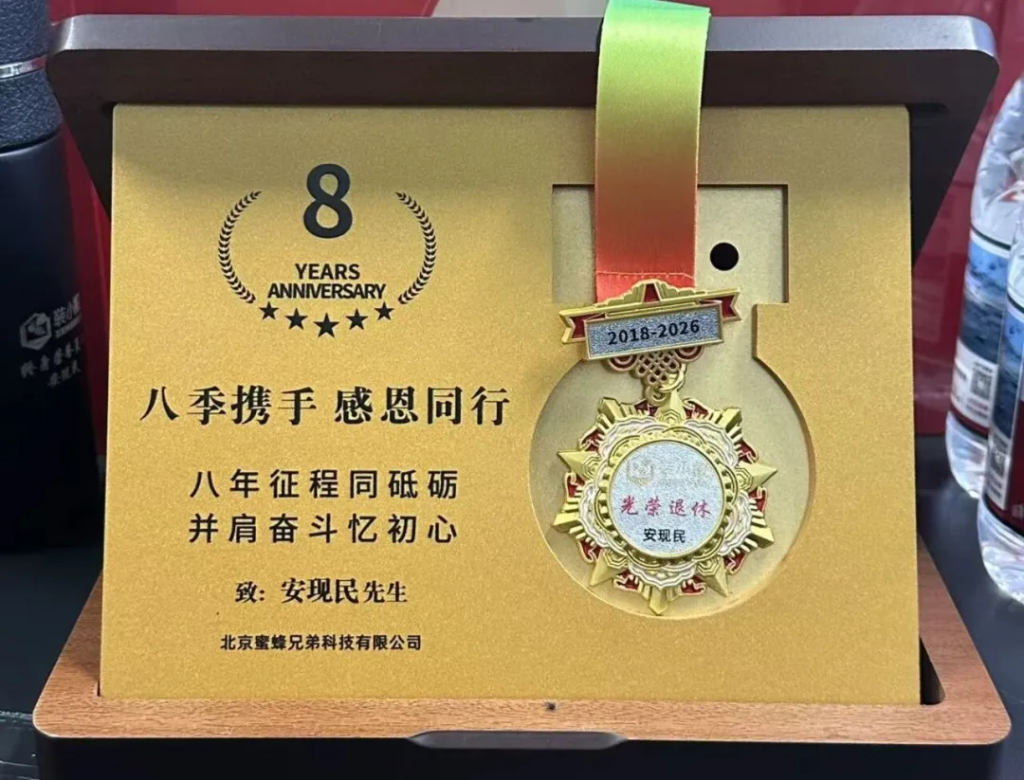 8
YEARS
ANNIVERSARY
八季携手 感恩同行
八年征程同砥砺
并肩奋斗忆初心
致：安现民先生
北京蜜蜂兄弟科技有限公司
2018-2026
光荣退休
安现民